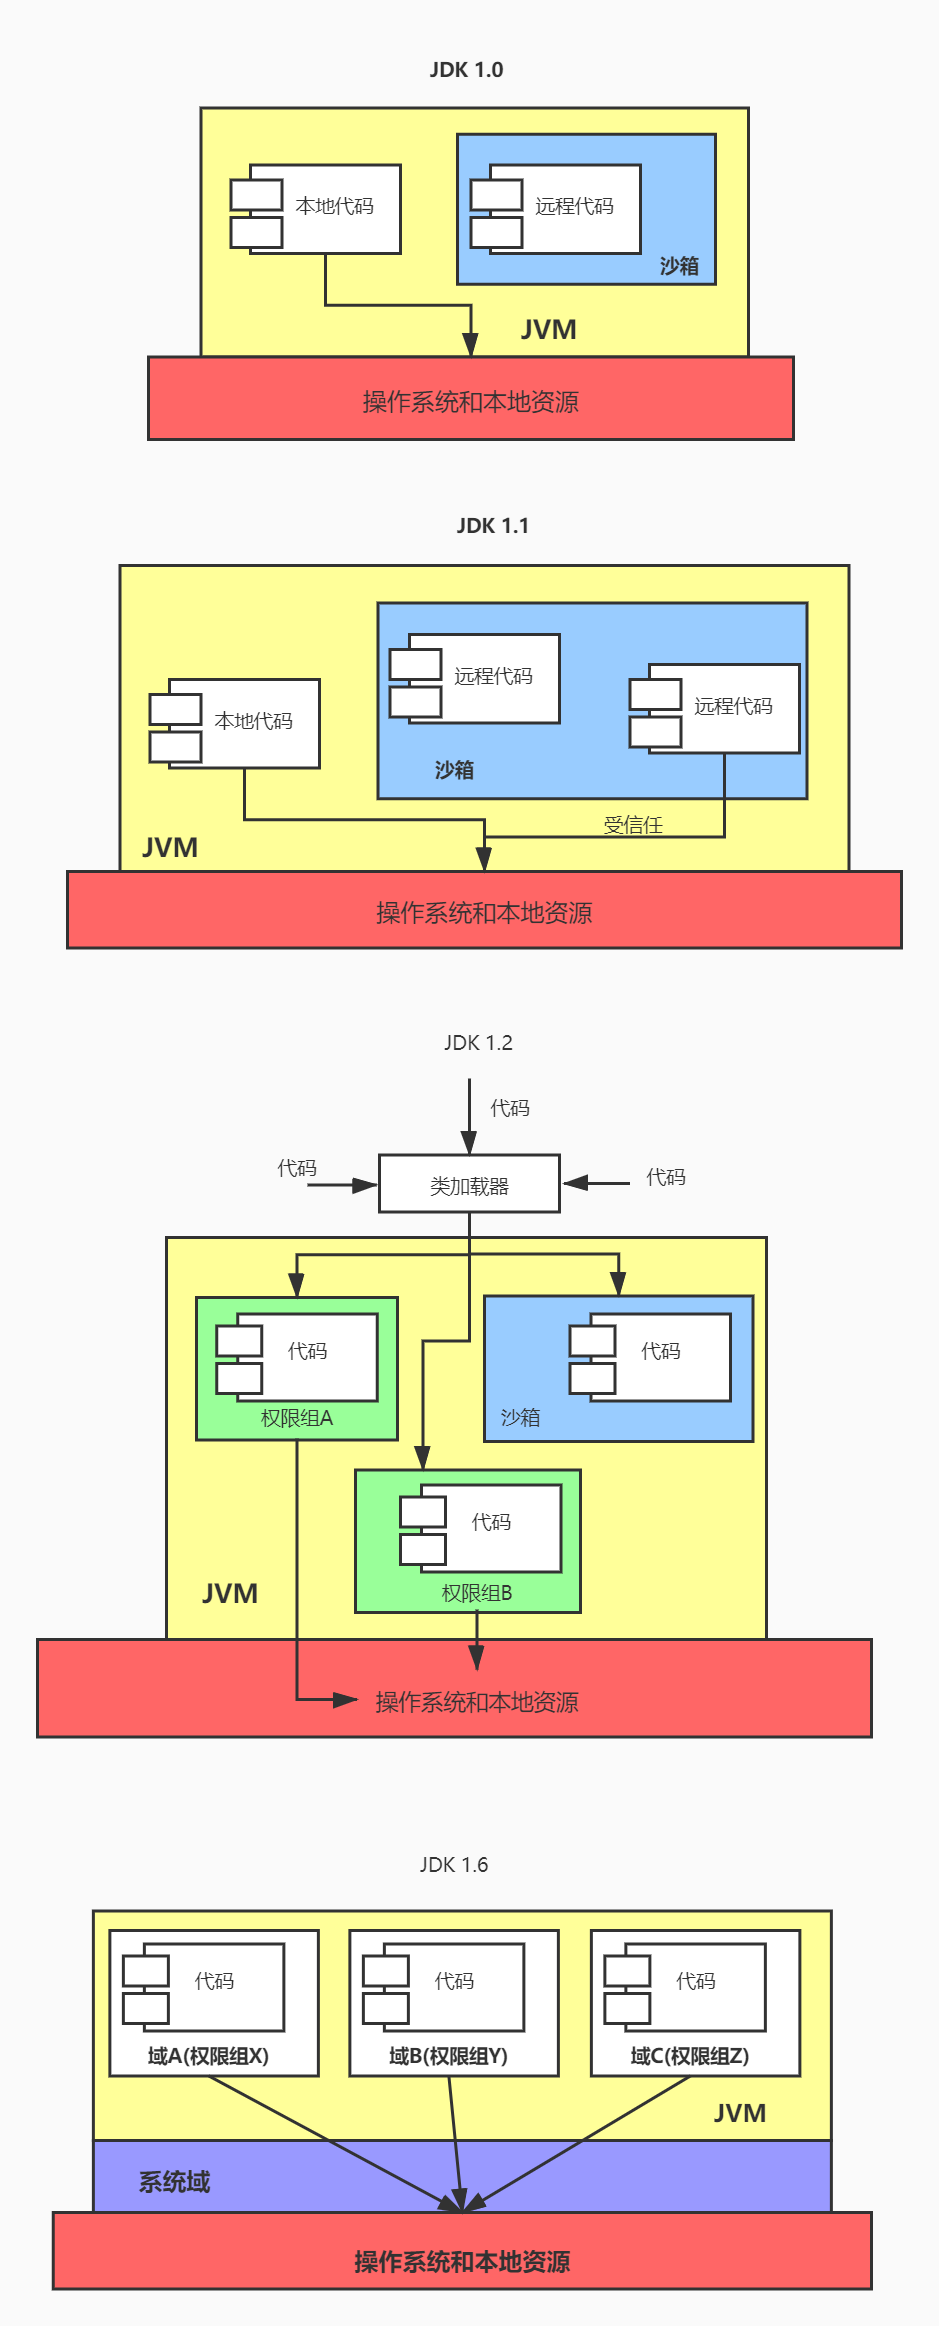 JDK 1.0
本地代码
远程代码
沙箱
JVM
操作系统和本地资源
JDK 1.1
远程代码
远程代码
本地代码
沙箱
受信任
JVM
操作系统和本地资源
JDK 1.2
代码
代码
代码
类加载器
代码
代码
权限组A
沙箱
代码
权限组B
JVM
操作系统和本地资源
JDK 1.6
代码
代码
代码
域A(权限组X)
域B(权限组Y)
域C(权限组Z)
JVM
系统域
操作系统和本地资源